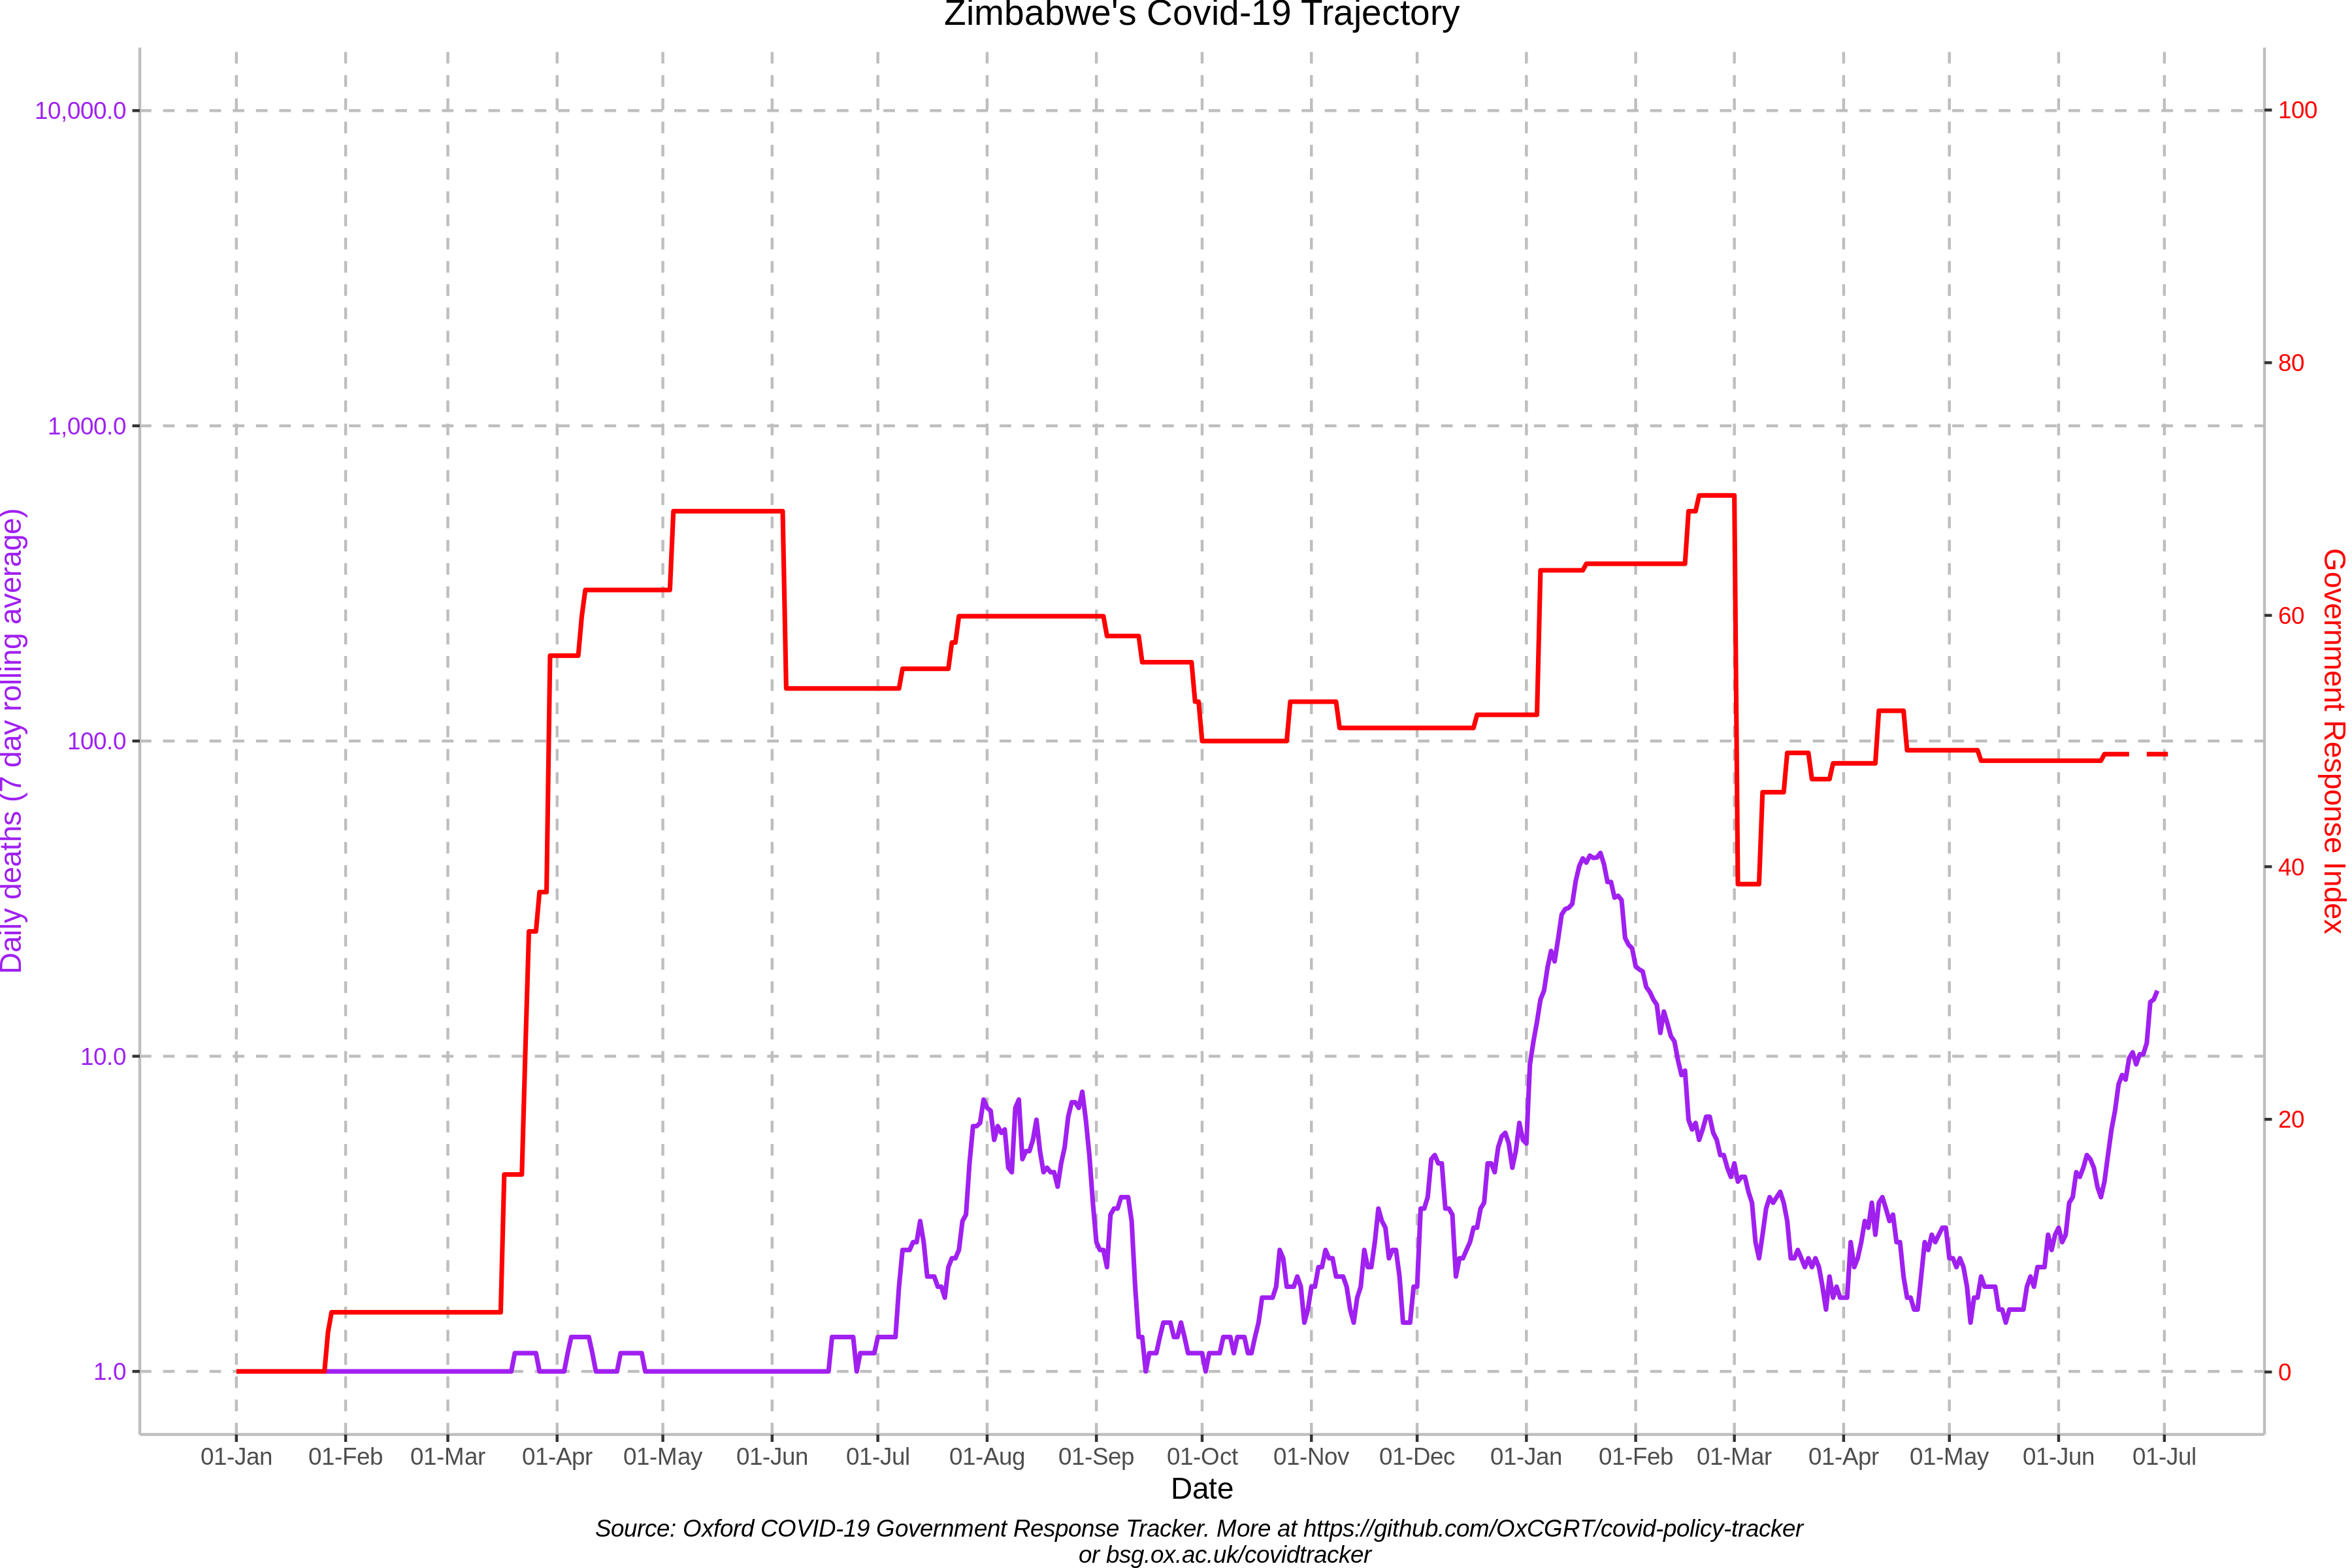 Zimbabwe's Covid-19 Trajectory
10,000.0
1,000.0
100.0
10.0
1.0
Daily deaths (7 day rolling average)
100
80
60
40
20
0
Government Response Index
01-Jan 01-Feb 01-Mar 01-Apr 01-May 01-Jun 01-Jul 01-Aug 01-Sep 01-Oct 01-Nov 01-Dec 01-Jan 01-Feb 01-Mar 01-Apr 01-May 01-Jun 01-Jul
Date
Source: Oxford COVID-19 Government Response Tracker. More at https://github.com/OxCGRT/covid-policy-tracker
or bsg.ox.ac.uk/covidtracker